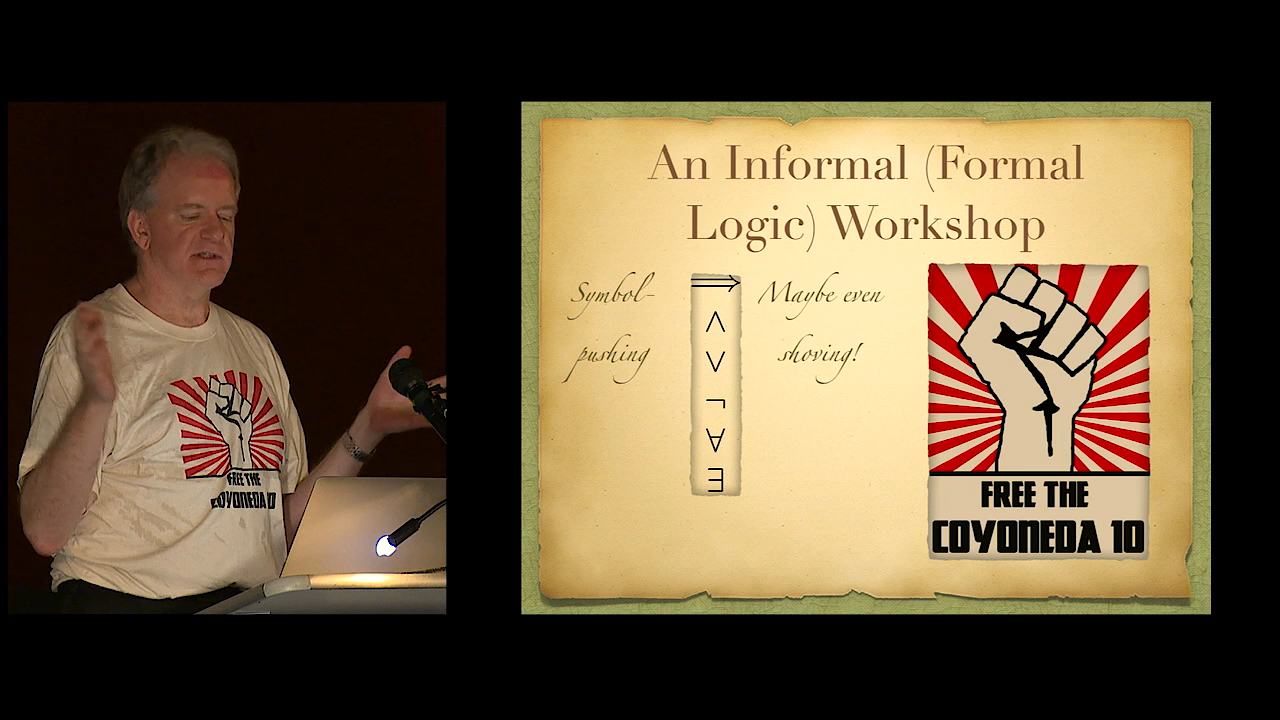 An Informal (Formal
Logic) Workshop
Symbol-
pushing
⟹
∧
∨
¬
∀
∃
Maybe even
shoving!
FREE THE
COYONEDA 10
FREE THE
COYONEDA 10